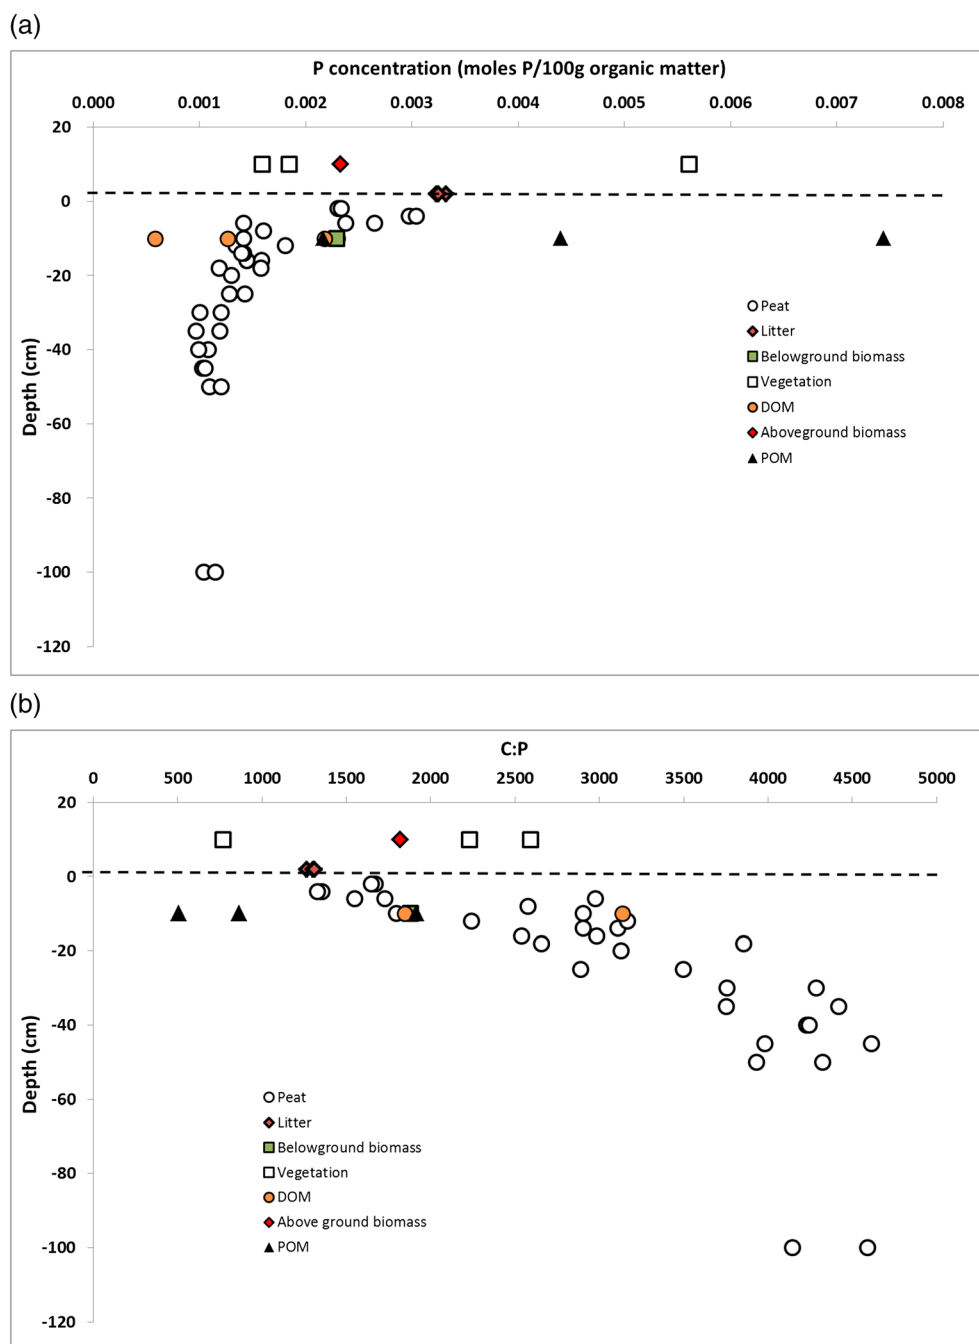 (a)
P concentration (moles P/100g organic matter)
0.000 0.001 0.002 0.003 0.004 0.005 0.006 0.007 0.008
20
0
-20
-40
-60
-80
-100
-120
Depth (cm)
Peat
Litter
Belowground biomass
Vegetation
DOM
Aboveground biomass
POM
(b)
C:P
0 500 1000 1500 2000 2500 3000 3500 4000 4500 5000
20
0
-20
-40
-60
-80
-100
-120
Depth (cm)
Peat
Litter
Belowground biomass
Vegetation
DOM
Above ground biomass
POM